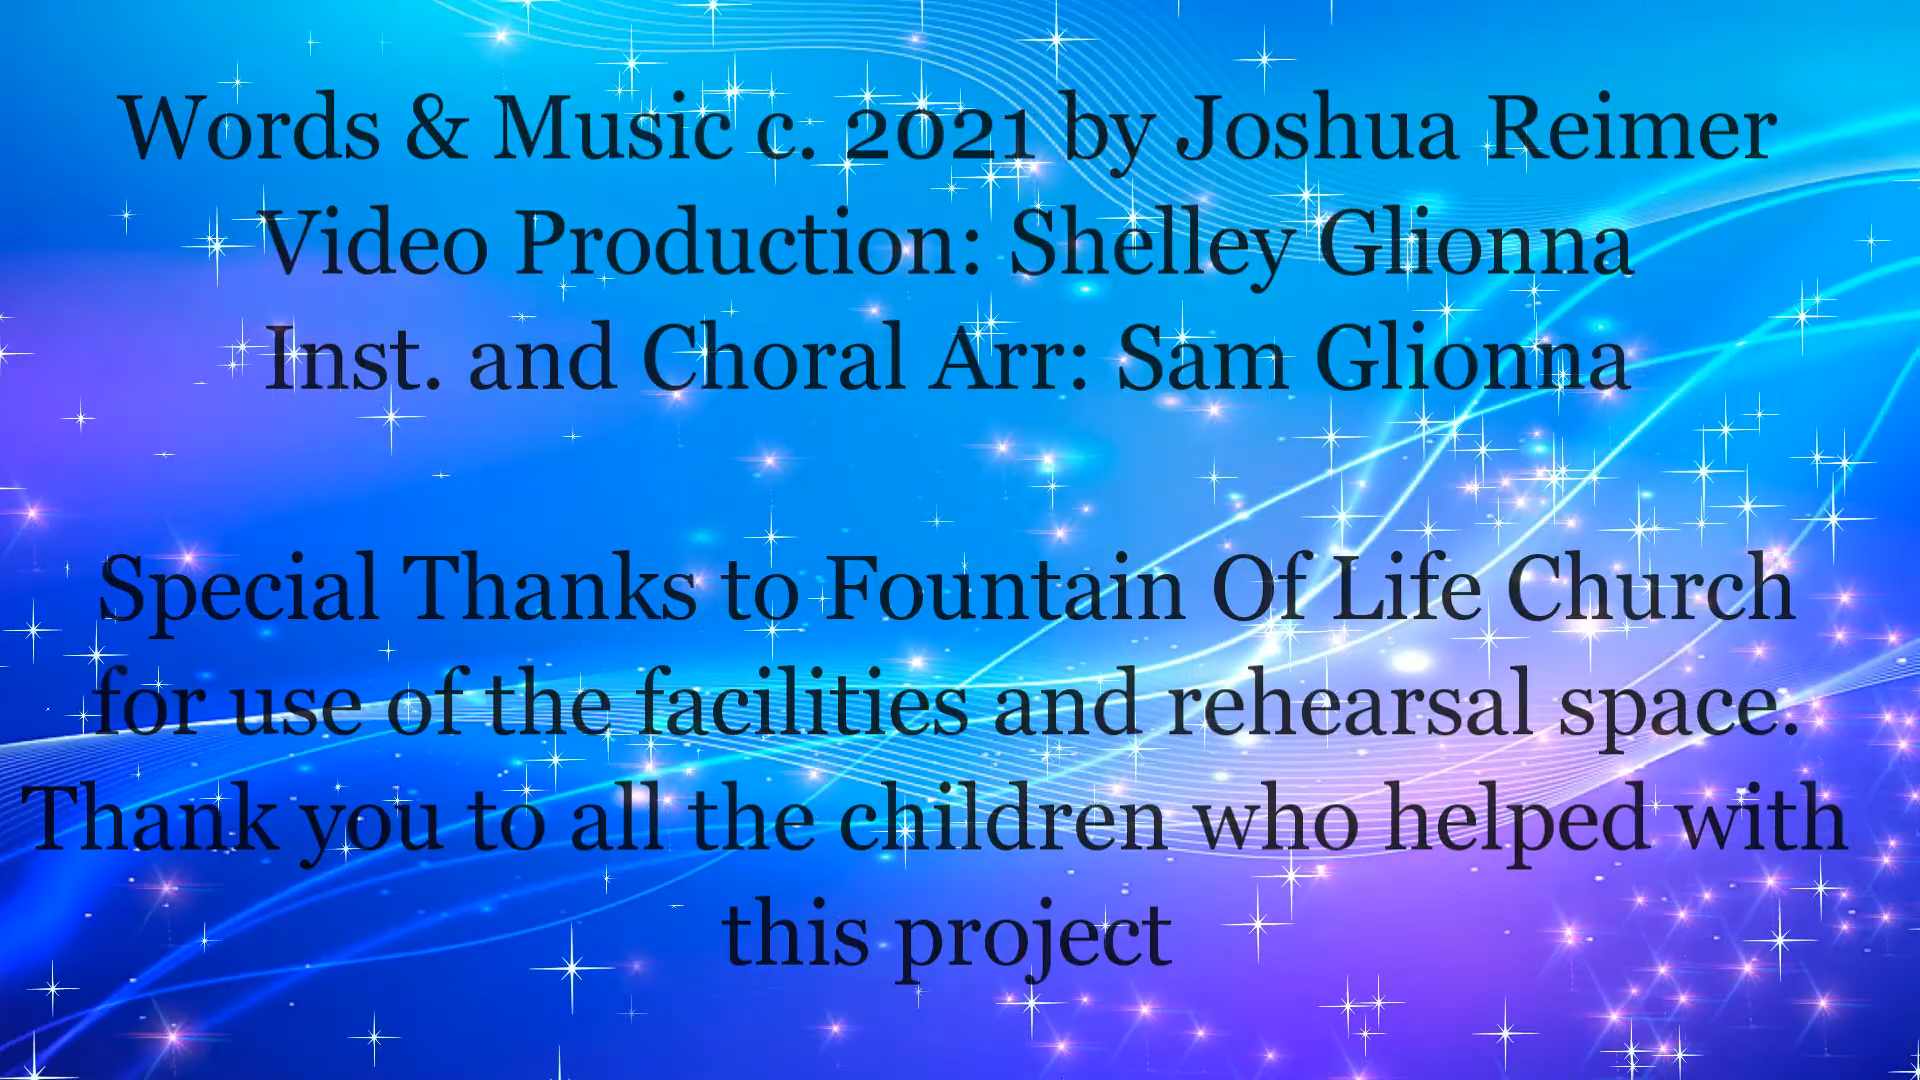 Words & Music c. 2021 by Joshua Reimer
Video Production: Shelley Glionna
Inst. and Choral Arr: Sam Glionna
Special Thanks to Fountain Of Life Church
for use of the facilities and rehearsal space.
Thank you to all the children who helped with
this project